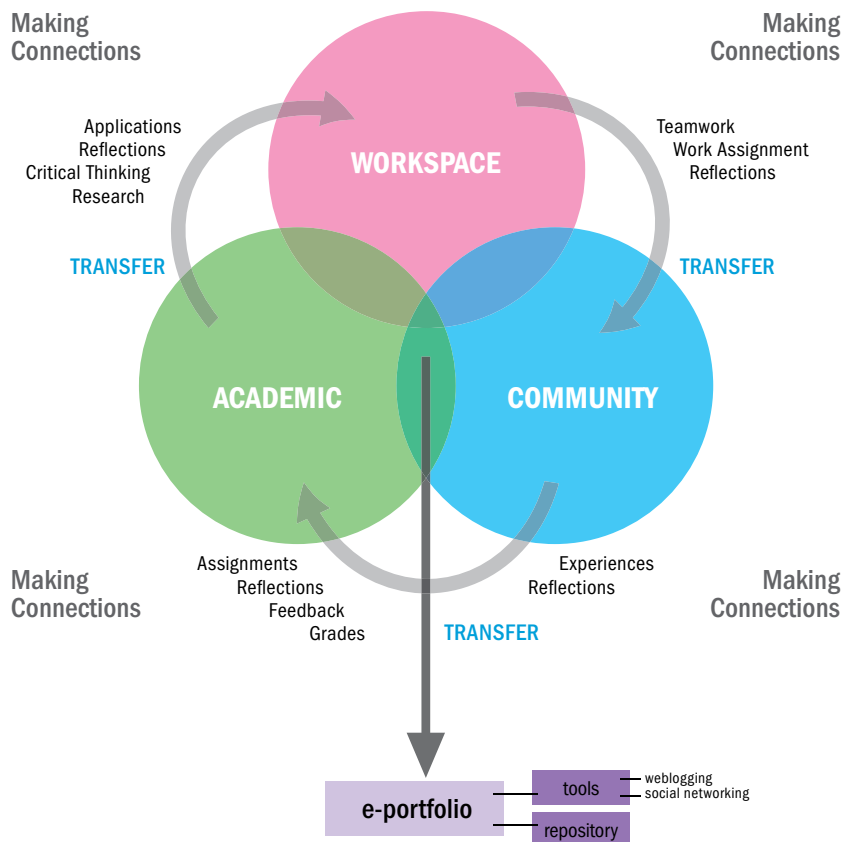 Making
Connections
Making
Connections
Applications
Reflections
Critical Thinking
Research
TRANSFER
WORKSPACE
Teamwork
Work Assignment
Reflections
TRANSFER
ACADEMIC
COMMUNITY
Making
Connections
Assignments
Reflections
Feedback
Grades
Experiences
Reflections
TRANSFER
Making
Connections
e-portfolio
tools
weblogging
social networking
repository